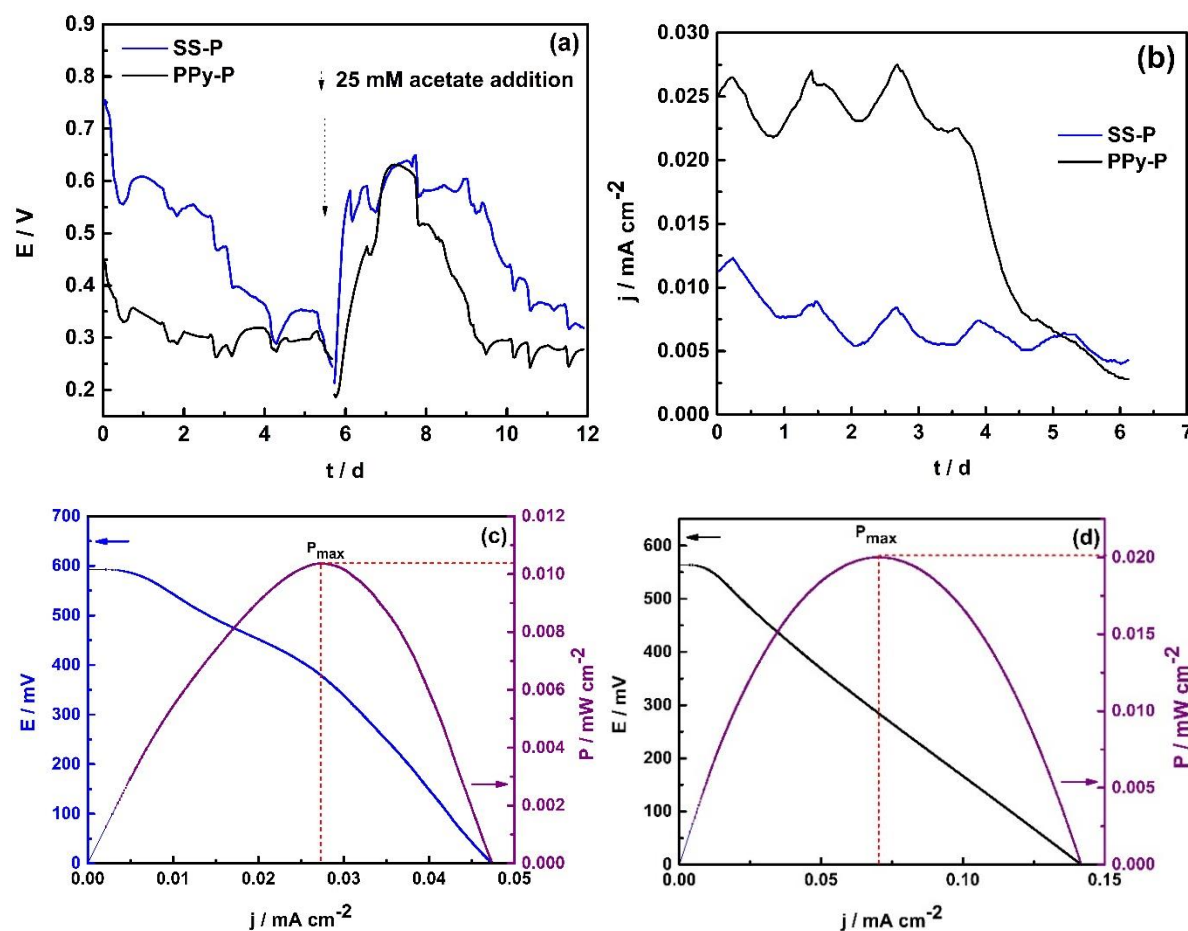 (a)
SS-P
PPy-P
25 mM acetate addition
E / V
0.9
0.8
0.7
0.6
0.5
0.4
0.3
0.2
0 2 4 6 8 10 12
t / d
(b)
SS-P
PPy-P
j / mA cm-2
0.030
0.025
0.020
0.015
0.010
0.005
0.000
0 1 2 3 4 5 6 7
t / d
(c)
Pmax
E / mV
700
600
500
400
300
200
100
0
P / mW cm-2
0.012
0.010
0.008
0.006
0.004
0.002
0.000
0.00 0.01 0.02 0.03 0.04 0.05
j / mA cm-2
(d)
Pmax
E / mV
600
550
500
450
400
350
300
250
200
150
100
50
0
P / mW cm-2
0.020
0.015
0.010
0.005
0.000
0.00 0.05 0.10 0.15
j / mA cm-2